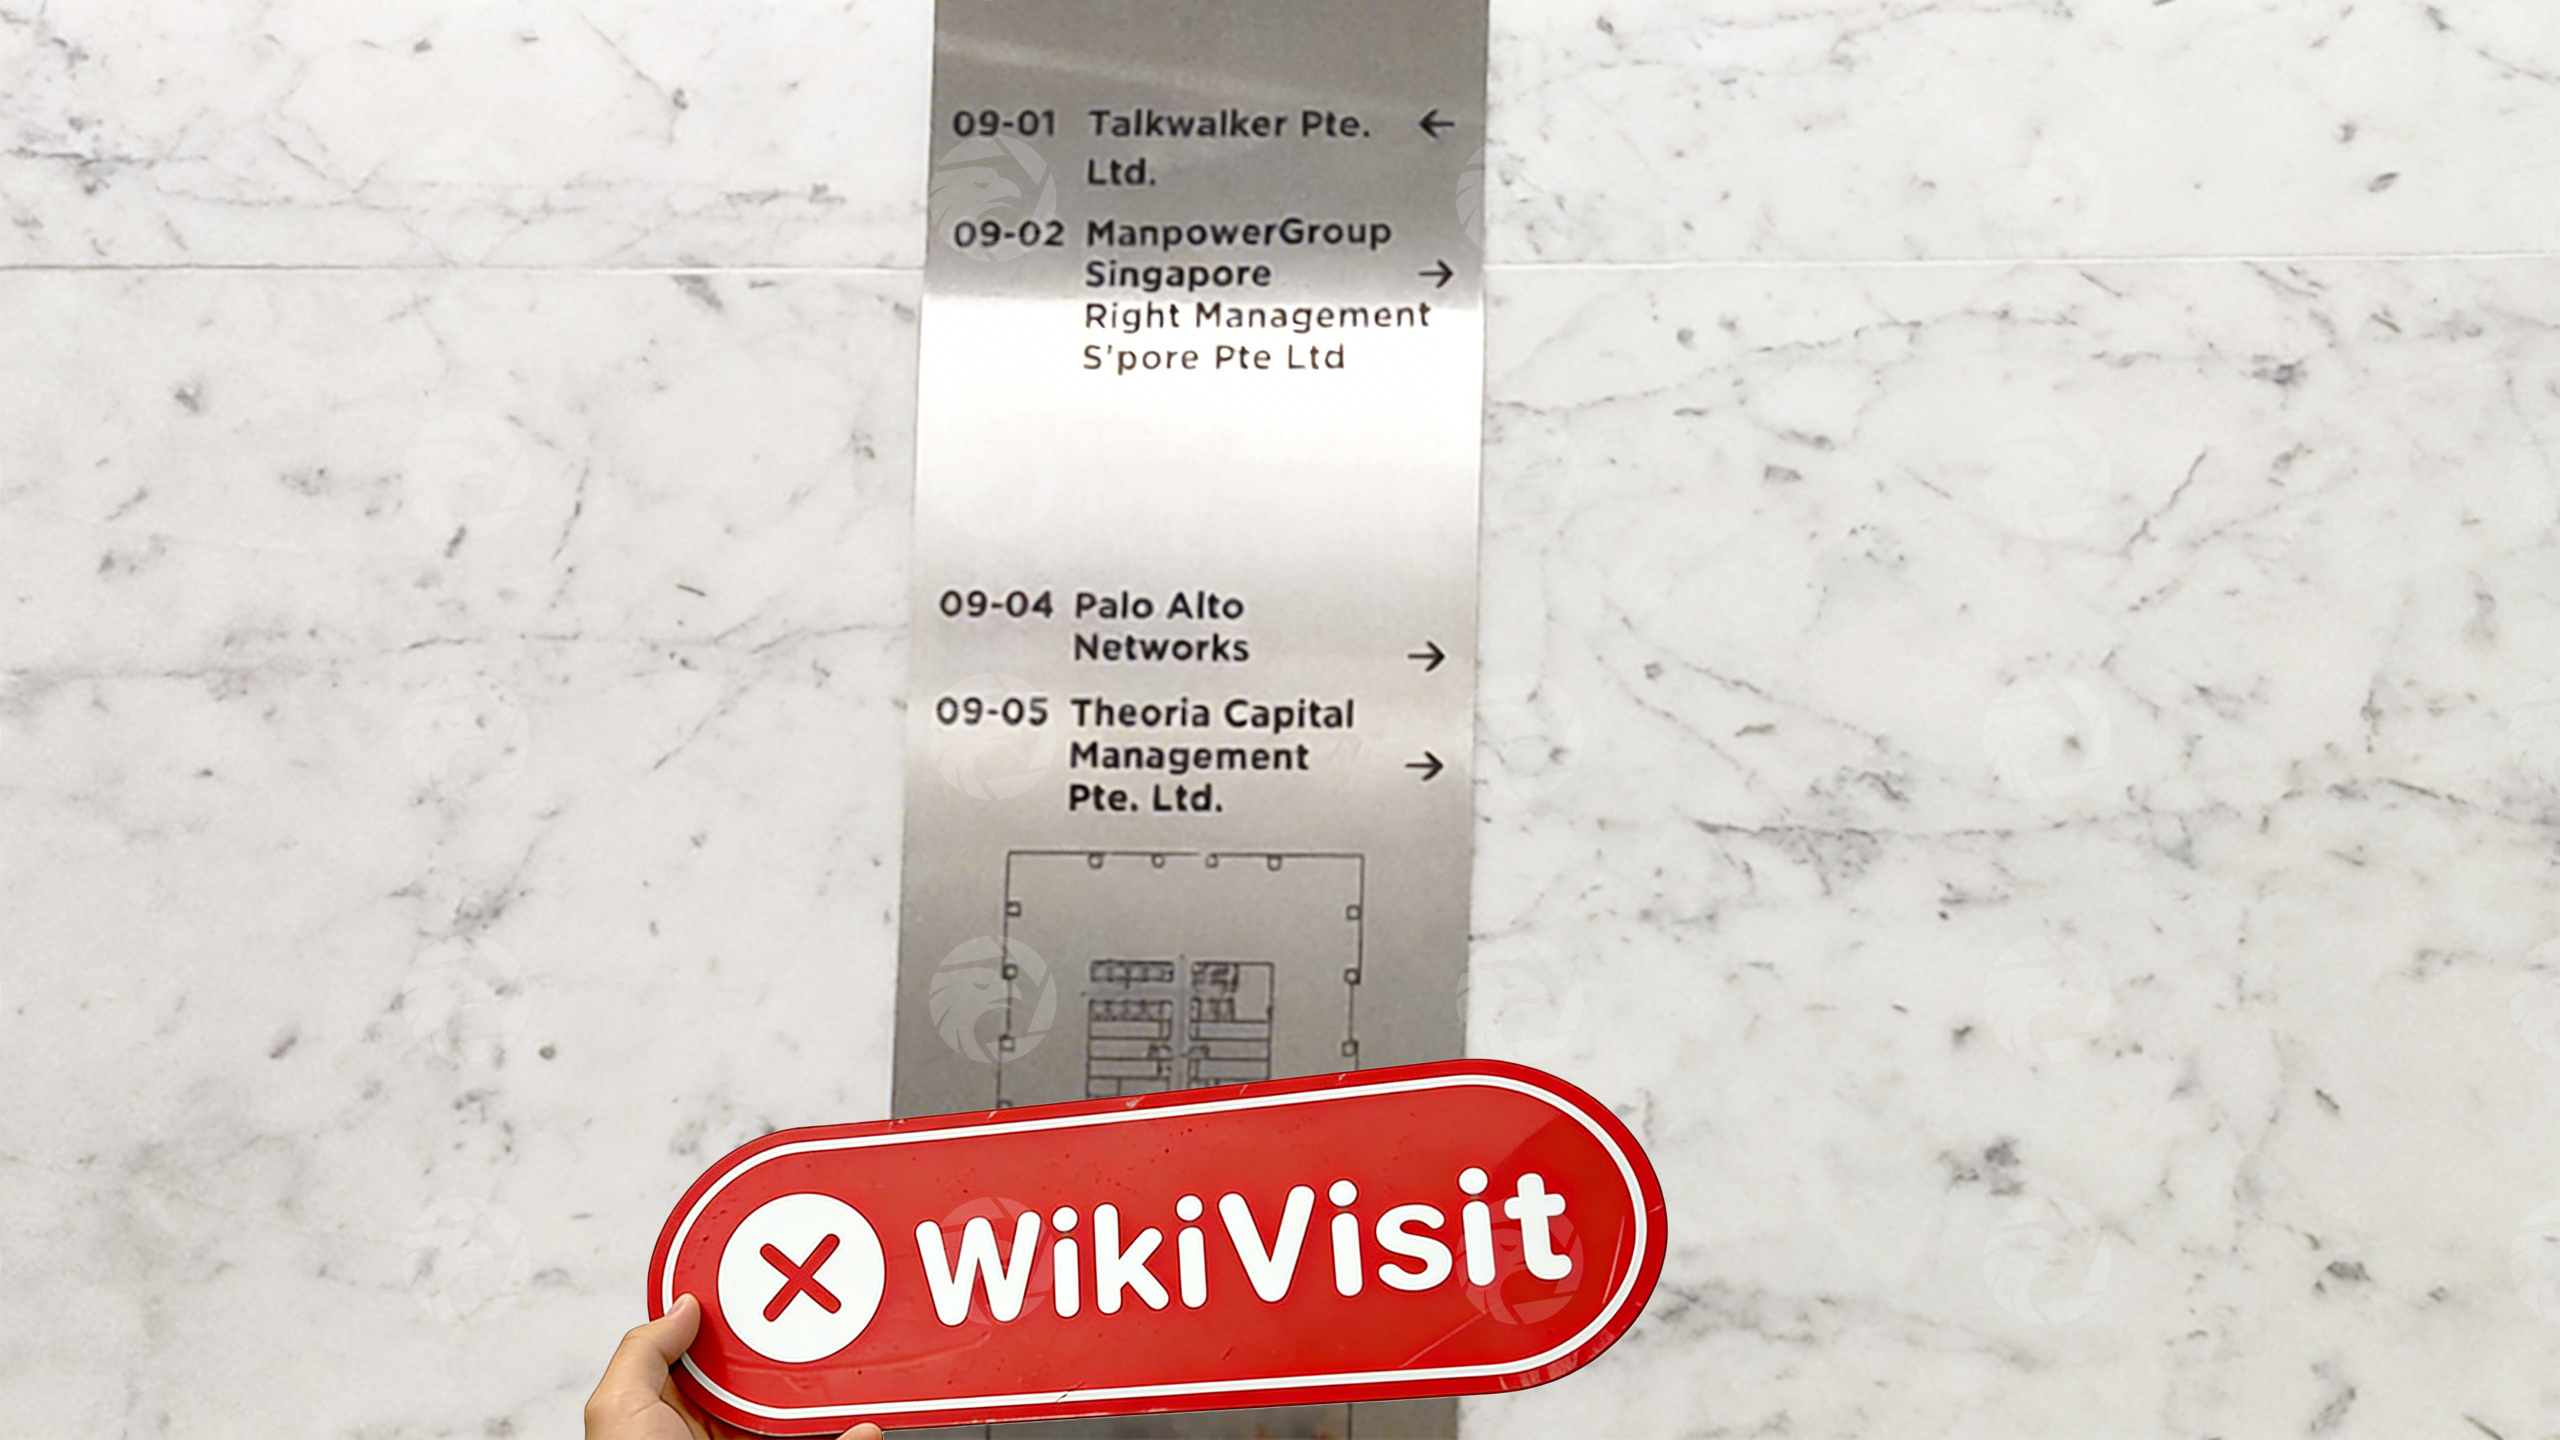 09-01 Talkwalker Pte. ←
Ltd.
09-02 ManpowerGroup
Singapore →
Right Management
S'pore Pte Ltd
09-04 Palo Alto
Networks →
09-05 Theoria Capital
Management →
Pte. Ltd.
WikiVisit